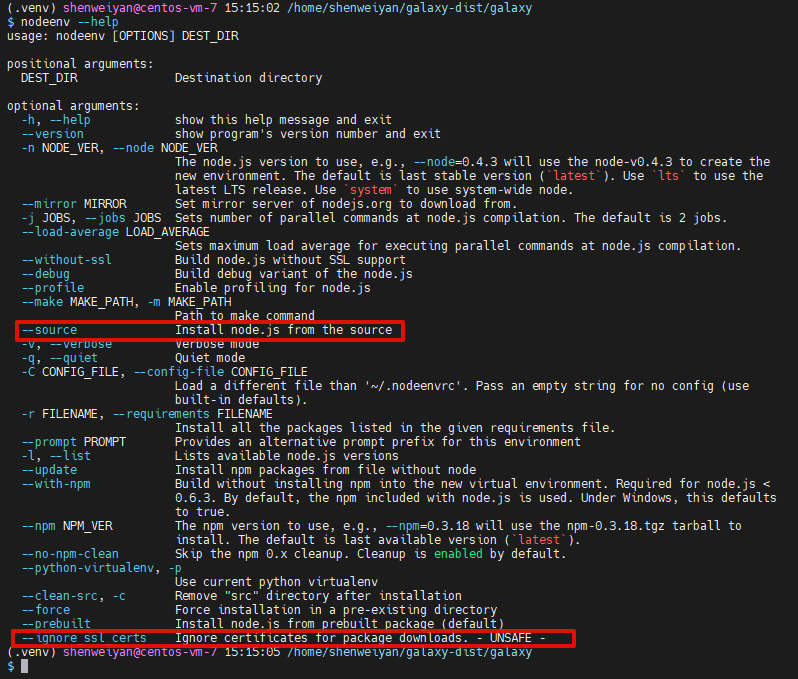 (.venv) shenweiyan@centos-vm-7 15:15:02 /home/shenweiyan/galaxy-dist/galaxy
$ nodeenv --help
usage: nodeenv [OPTIONS] DEST_DIR
positional arguments:
DEST_DIR Destination directory
optional arguments:
-h, --help show this help message and exit
--version show program's version number and exit
-n NODE_VER, --node NODE_VER
The node.js version to use, e.g., --node=0.4.3 will use the node-v0.4.3 to create the
new environment. The default is last stable version (`latest`). Use `lts` to use the
latest LTS release. Use `system` to use system-wide node.
--mirror MIRROR Set mirror server of nodejs.org to download from.
-j JOBS, --jobs JOBS Sets number of parallel commands at node.js compilation. The default is 2 jobs.
--load-average LOAD_AVERAGE
Sets maximum load average for executing parallel commands at node.js compilation.
--without-ssl Build node.js without SSL support
--debug Build debug variant of the node.js
--profile Enable profiling for node.js
--make MAKE_PATH, -m MAKE_PATH
Path to make command
--source Install node.js from the source
-v, --verbose Verbose mode
-q, --quiet Quiet mode
-C CONFIG_FILE, --config-file CONFIG_FILE
Load a different file than '~/.nodeenvrc'. Pass an empty string for no config (use
built-in defaults).
-r FILENAME, --requirements FILENAME
Install all the packages listed in the given requirements file.
--prompt PROMPT Provides an alternative prompt prefix for this environment
-l, --list Lists available node.js versions
--update Install npm packages from file without node
--with-npm Build without installing npm into the new virtual environment. Required for node.js <
0.6.3. By default, the npm included with node.js is used. Under Windows, this defaults
to true.
--npm NPM_VER The npm version to use, e.g., --npm=0.3.18 will use the npm-0.3.18.tgz tarball to
install. The default is last available version (`latest`).
--no-npm-clean Skip the npm 0.x cleanup. Cleanup is enabled by default.
--python-virtualenv, -p
Use current python virtualenv
--clean-src, -c Remove "src" directory after installation
--force Force installation in a pre-existing directory
--prebuilt Install node.js from prebuilt package (default)
--ignore_ssl_certs Ignore certificates for package downloads. - UNSAFE -
(.venv) shenweiyan@centos-vm-7 15:15:05 /home/shenweiyan/galaxy-dist/galaxy
$